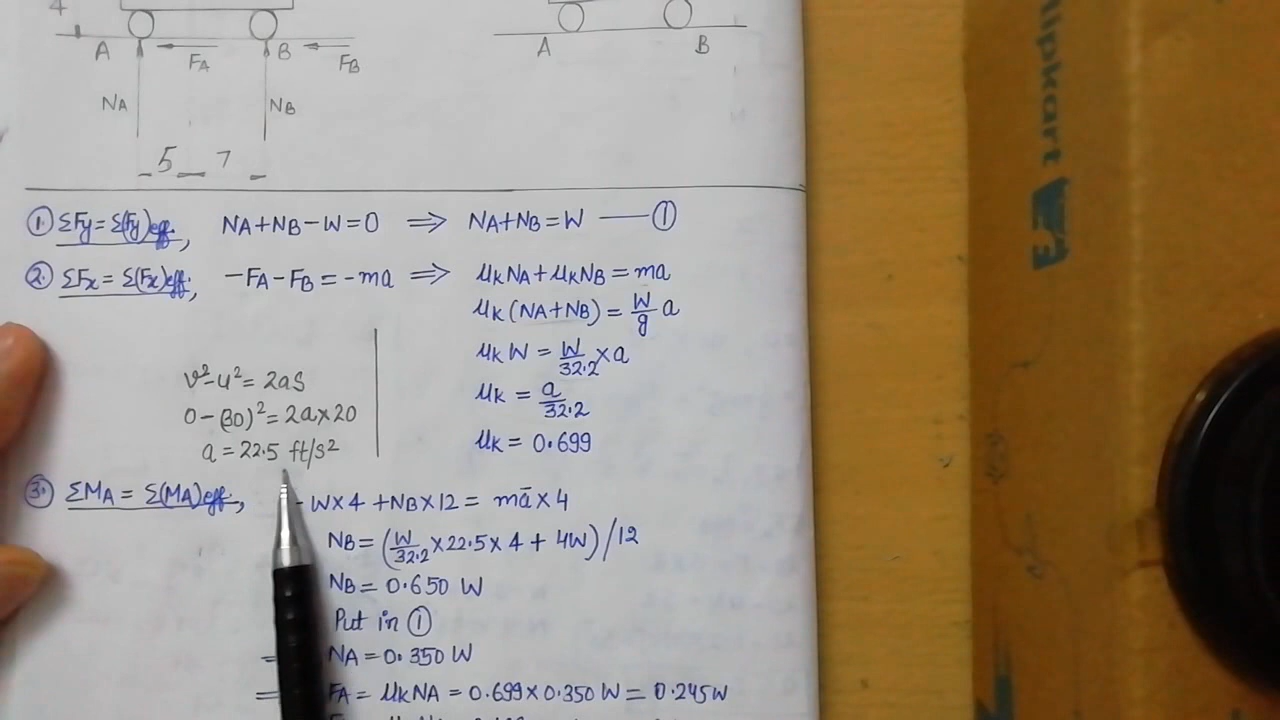 4
A FA B FB
A B
NA NB
5 7
① ΣFy = Σ(Fy)eff, NA+NB−W=0 ⟹ NA+NB=W —— ①
② ΣFx = Σ(Fx)eff, −FA−FB = −ma ⟹ μkNA+μkNB = ma
μk(NA+NB) = W/g a
μkW = W/32.2 × a
μk = a/32.2
μk = 0.699
v²−u² = 2as
0−(30)² = 2a×20
a = 22.5 ft/s²
③ ΣMA = Σ(MA)eff, −W×4 +NB×12 = mā×4
NB = (W/32.2 ×22.5×4 + 4W)/12
NB = 0.650 W
Put in ①
= NA = 0.350 W
= FA = μkNA = 0.699×0.350 W = 0.245W
lipkart